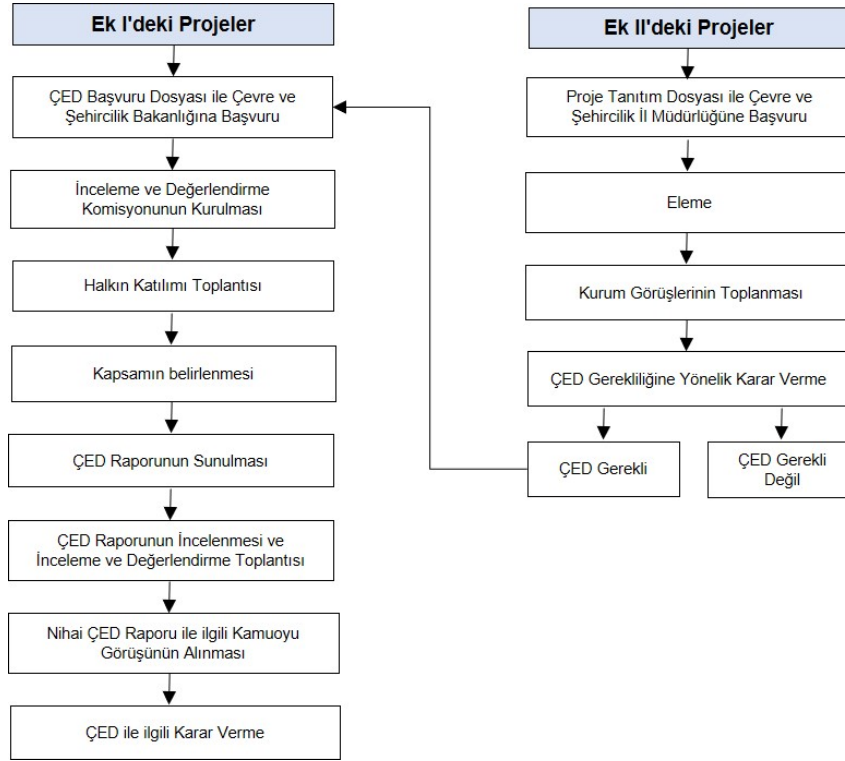 Ek I'deki Projeler
ÇED Başvuru Dosyası ile Çevre ve
Şehircilik Bakanlığına Başvuru
İnceleme ve Değerlendirme
Komisyonunun Kurulması
Halkın Katılımı Toplantısı
Kapsamın belirlenmesi
ÇED Raporunun Sunulması
ÇED Raporunun İncelenmesi ve
İnceleme ve Değerlendirme Toplantısı
Nihai ÇED Raporu ile ilgili Kamuoyu
Görüşünün Alınması
ÇED ile ilgili Karar Verme
Ek II'deki Projeler
Proje Tanıtım Dosyası ile Çevre ve
Şehircilik İl Müdürlüğüne Başvuru
Eleme
Kurum Görüşlerinin Toplanması
ÇED Gerekliliğine Yönelik Karar Verme
ÇED Gerekli
ÇED Gerekli
Değil